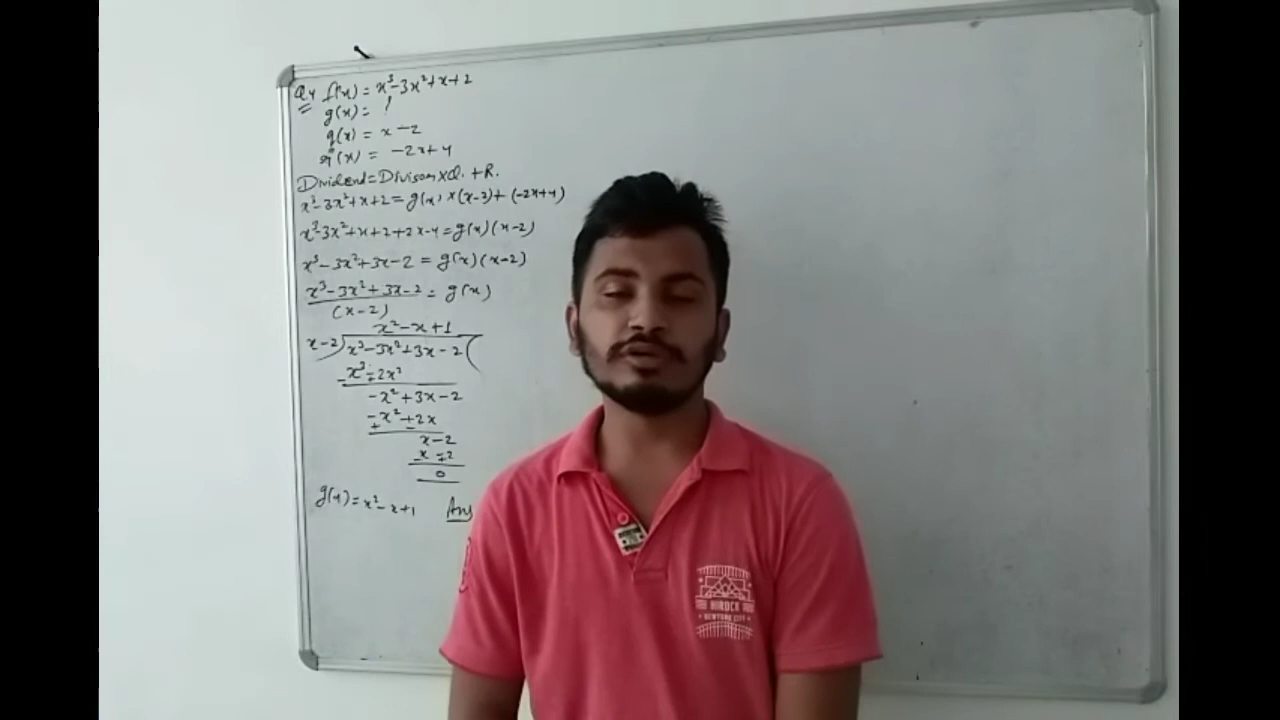 Q4 f(x) = x³-3x²+x+2
g(x) = ?
q(x) = x-2
r(x) = -2x+4
Dividend = Divisor×Q. + R.
x³-3x²+x+2 = g(x) × (x-2) + (-2x+4)
x³-3x²+x+2+2x-4 = g(x) (x-2)
x³-3x²+3x-2 = g(x) (x-2)
x³-3x²+3x-2 = g(x)
(x-2)
x²-x+1
x-2) x³-3x²+3x-2 (
x³-2x²
- +
-x²+3x-2
-x²+2x
+ -
x-2
x-2
- +
0
g(x) = x²-x+1 Ans
NEWYORK CITY